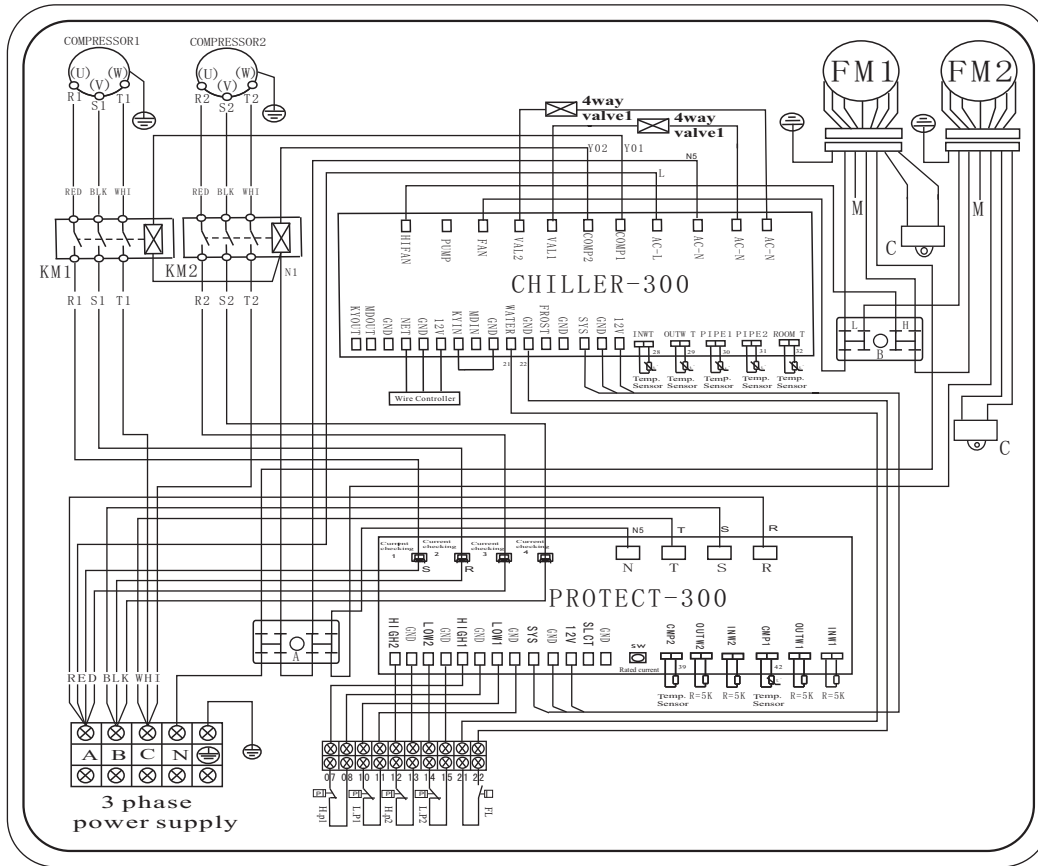 COMPRESSOR1 COMPRESSOR2
(U) (V) (W) (U) (V) (W)
R1 S1 T1 R2 S2 T2
FM1 FM2
4way
valve1
4way
valve1
Y02 Y01 N5
L
RED BLK WHI RED BLK WHI
M M
C
KM1 KM2 N1
HIFAN PUMP FAN VAL2 VAL1 COMP2 COMP1 AC-L AC-N AC-N AC-N
CHILLER-300
R1 S1 T1 R2 S2 T2
KYOUT MDOUT GND NET GND 12V KYIN MDIN GND WATER GND FROST GND SYS GND 12V
INWT OUTW T PIPE1 PIPE2 ROOM T
28 29 30 31 32
Temp.
Sensor
Temp.
Sensor
Temp.
Sensor
Temp.
Sensor
Temp.
Sensor
21 22
L H
B
Wire Controller
C
N5 T S R
Current
checking
1
Current
checking
2
Current
checking
3
Current
checking
4
S R
N T S R
PROTECT-300
HIGH2 GND LOW2 GND HIGH1 GND LOW1 GND SYS GND 12V SLCT GND
SW
Rated current
CMP2 OUTW2 INW2 CMP1 OUTW1 INW1
39 42
Temp.
Sensor
R=5K R=5K
Temp.
Sensor
R=5K R=5K
A
RED BLK WHI
A B C N
3 phase
power supply
07 08 10 11 12 13 14 15 21 22
P P P P
H.p1 L.P1 H.p2 L.P2 FL